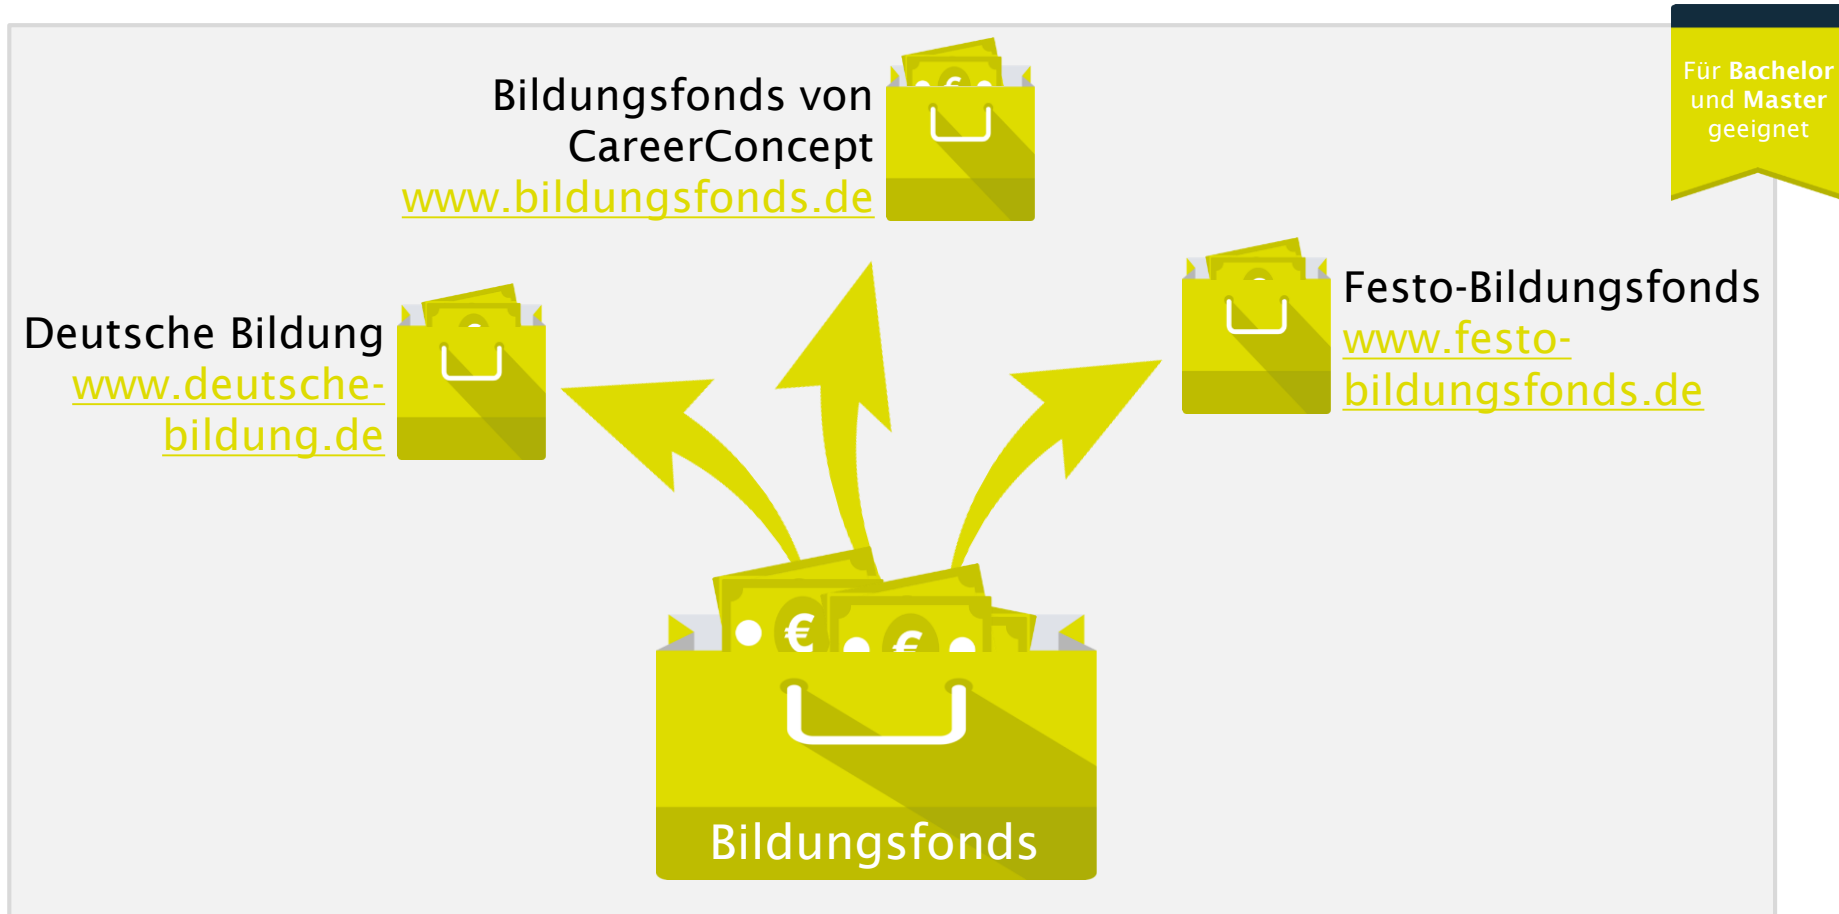 Für Bachelor
und Master
geeignet
Bildungsfonds von
CareerConcept
www.bildungsfonds.de
Deutsche Bildung
www.deutsche-
bildung.de
Festo-Bildungsfonds
www.festo-
bildungsfonds.de
€
€
Bildungsfonds